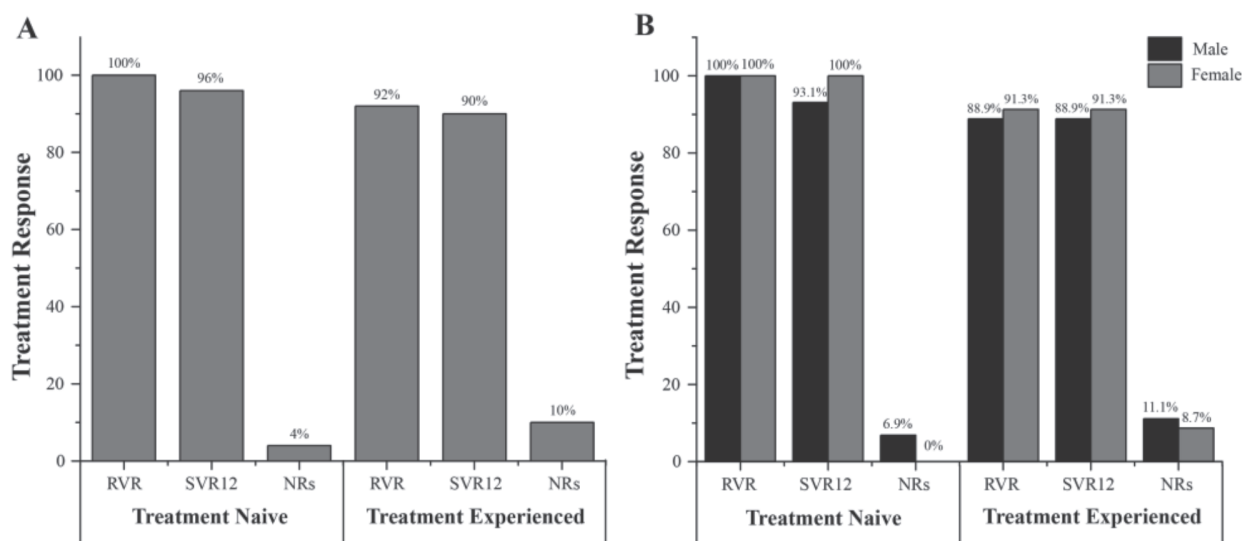 A
Treatment Response
100
80
60
40
20
0
100%
96%
4%
92%
90%
10%
RVR SVR12 NRs RVR SVR12 NRs
Treatment Naive Treatment Experienced
B
Male
Female
Treatment Response
100
80
60
40
20
0
100% 100%
93.1% 100%
6.9% 0%
88.9% 91.3%
88.9% 91.3%
11.1% 8.7%
RVR SVR12 NRs RVR SVR12 NRs
Treatment Naive Treatment Experienced